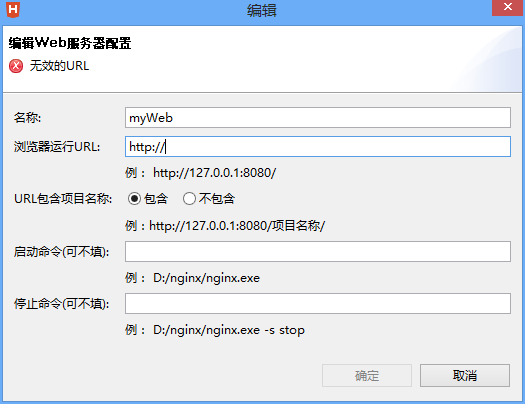 编辑
编辑Web服务器配置
无效的URL
名称: myWeb
浏览器运行URL: http://
例： http://127.0.0.1:8080/
URL包含项目名称: 包含 不包含
例：http://127.0.0.1:8080/项目名称/
启动命令(可不填):
例： D:/nginx/nginx.exe
停止命令(可不填):
例： D:/nginx/nginx.exe -s stop
确定 取消